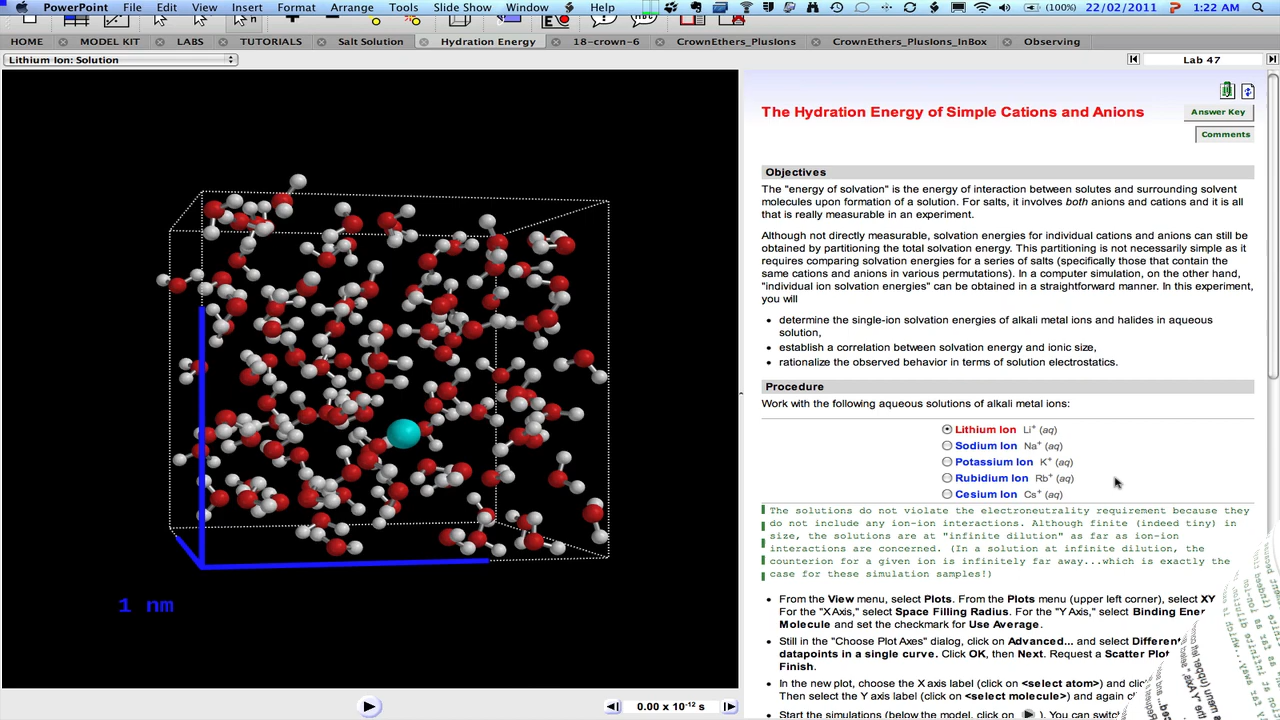 PowerPoint File Edit View Insert Format Arrange Tools Slide Show Window Help (100%) 22/02/2011 1:22 AM
HOME MODEL KIT LABS TUTORIALS Salt Solution Hydration Energy 18-crown-6 CrownEthers_PlusIons CrownEthers_PlusIons_InBox Observing
Lithium Ion: Solution
Lab 47
The Hydration Energy of Simple Cations and Anions
Answer Key
Comments
Objectives
The "energy of solvation" is the energy of interaction between solutes and surrounding solvent
molecules upon formation of a solution. For salts, it involves both anions and cations and it is all
that is really measurable in an experiment.
Although not directly measurable, solvation energies for individual cations and anions can still be
obtained by partitioning the total solvation energy. This partitioning is not necessarily simple as it
requires comparing solvation energies for a series of salts (specifically those that contain the
same cations and anions in various permutations). In a computer simulation, on the other hand,
"individual ion solvation energies" can be obtained in a straightforward manner. In this experiment,
you will
• determine the single-ion solvation energies of alkali metal ions and halides in aqueous
solution,
• establish a correlation between solvation energy and ionic size,
• rationalize the observed behavior in terms of solution electrostatics.
Procedure
Work with the following aqueous solutions of alkali metal ions:
Lithium Ion Li⁺ (aq)
Sodium Ion Na⁺ (aq)
Potassium Ion K⁺ (aq)
Rubidium Ion Rb⁺ (aq)
Cesium Ion Cs⁺ (aq)
The solutions do not violate the electroneutrality requirement because they
do not include any ion-ion interactions. Although finite (indeed tiny) in
size, the solutions are at "infinite dilution" as far as ion-ion
interactions are concerned. (In a solution at infinite dilution, the
counterion for a given ion is infinitely far away...which is exactly the
case for these simulation samples!)
• From the View menu, select Plots. From the Plots menu (upper left corner), select XY
For the "X Axis," select Space Filling Radius. For the "Y Axis," select Binding Ener
Molecule and set the checkmark for Use Average.
• Still in the "Choose Plot Axes" dialog, click on Advanced... and select Different
datapoints in a single curve. Click OK, then Next. Request a Scatter Plot
Finish.
• In the new plot, choose the X axis label (click on <select atom>) and clic
Then select the Y axis label (click on <select molecule>) and again cl
• Start the simulations (below the model, click on ). You can switc
1 nm
0.00 x 10⁻¹² s